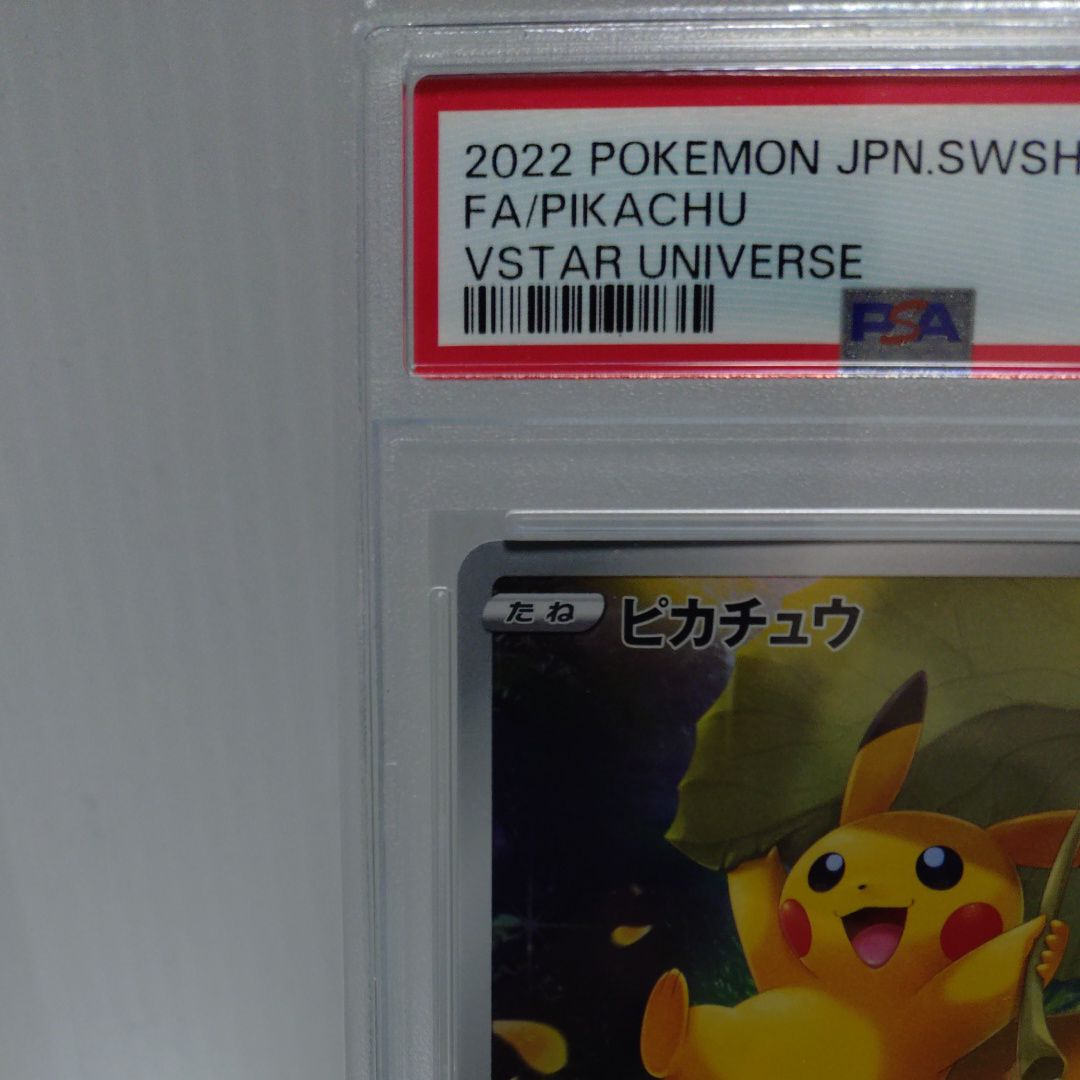 2022 POKEMON JPN.SWSH
FA/PIKACHU
VSTAR UNIVERSE
PSA
たね ピカチュウ